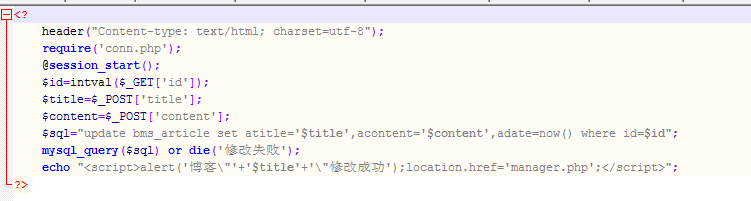 <?
header("Content-type: text/html; charset=utf-8");
require('conn.php');
@session_start();
$id=intval($_GET['id']);
$title=$_POST['title'];
$content=$_POST['content'];
$sql="update bms_article set atitle='$title',acontent='$content',adate=now() where id=$id";
mysql_query($sql) or die('修改失败');
echo "<script>alert('博客\"'+'$title'+'\"修改成功');location.href='manager.php';</script>";
?>